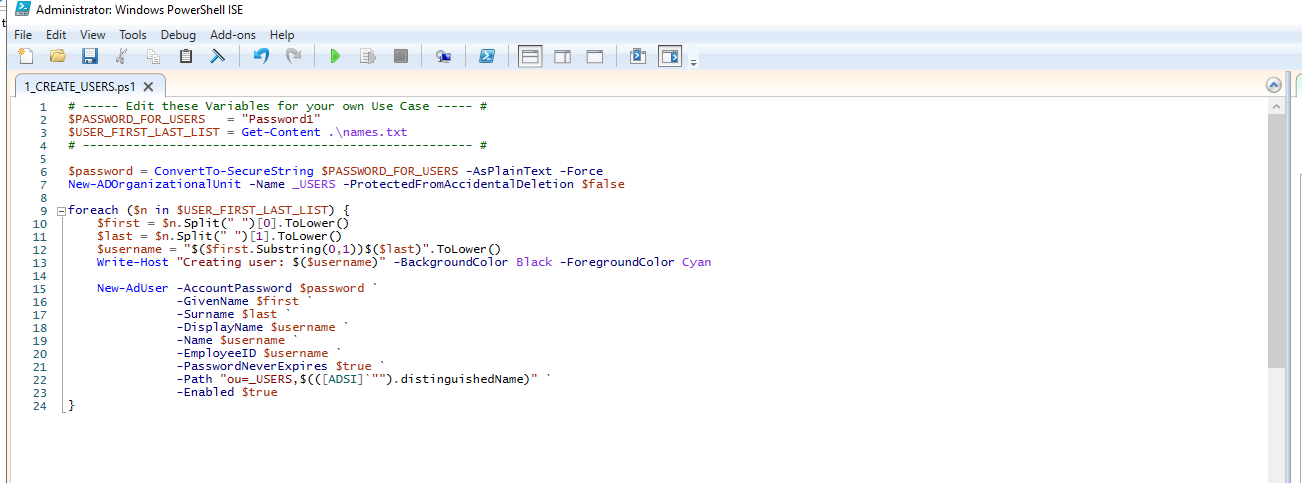 Administrator: Windows PowerShell ISE
File Edit View Tools Debug Add-ons Help
1_CREATE_USERS.ps1
1 # ----- Edit these Variables for your own Use Case ----- #
2 $PASSWORD_FOR_USERS   = "Password1"
3 $USER_FIRST_LAST_LIST = Get-Content .\names.txt
4 # ------------------------------------------------------ #
5
6 $password = ConvertTo-SecureString $PASSWORD_FOR_USERS -AsPlainText -Force
7 New-ADOrganizationalUnit -Name _USERS -ProtectedFromAccidentalDeletion $false
8
9 foreach ($n in $USER_FIRST_LAST_LIST) {
10     $first = $n.Split(" ")[0].ToLower()
11     $last = $n.Split(" ")[1].ToLower()
12     $username = "$($first.Substring(0,1))$($last)".ToLower()
13     Write-Host "Creating user: $($username)" -BackgroundColor Black -ForegroundColor Cyan
14
15     New-AdUser -AccountPassword $password `
16                -GivenName $first `
17                -Surname $last `
18                -DisplayName $username `
19                -Name $username `
20                -EmployeeID $username `
21                -PasswordNeverExpires $true `
22                -Path "ou=_USERS,$(([ADSI]`"").distinguishedName)" `
23                -Enabled $true
24 }